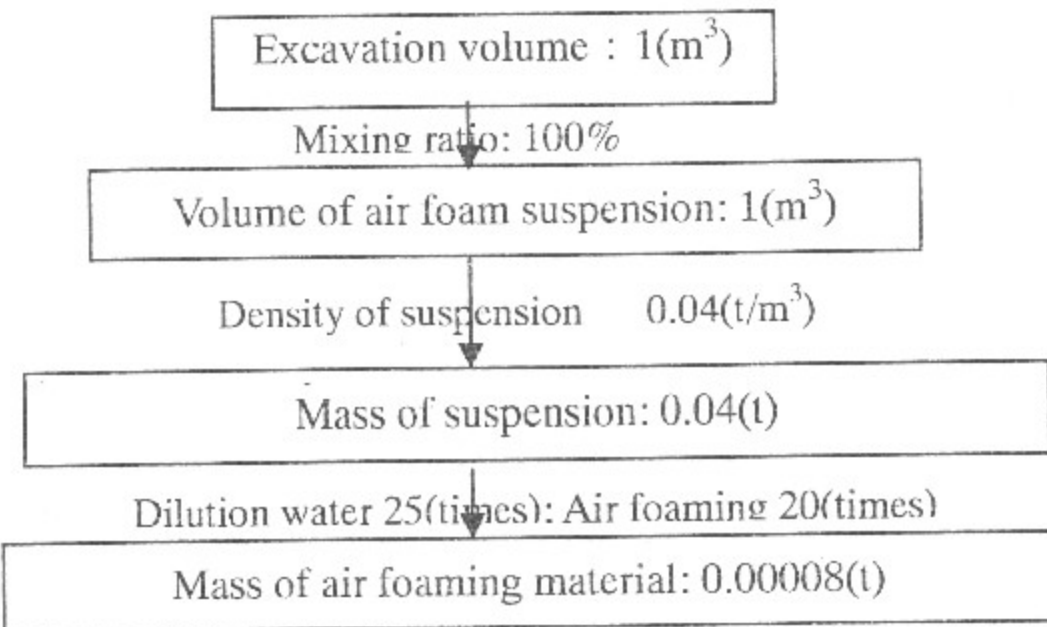 Excavation volume : 1(m³)
Mixing ratio: 100%
Volume of air foam suspension: 1(m³)
Density of suspension 0.04(t/m³)
Mass of suspension: 0.04(t)
Dilution water 25(times): Air foaming 20(times)
Mass of air foaming material: 0.00008(t)